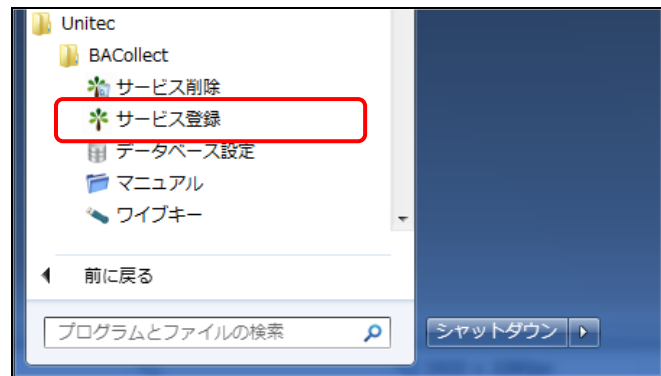 Unitec
BACollect
サービス削除
サービス登録
データベース設定
マニュアル
ワイプキー
前に戻る
プログラムとファイルの検索
シャットダウン